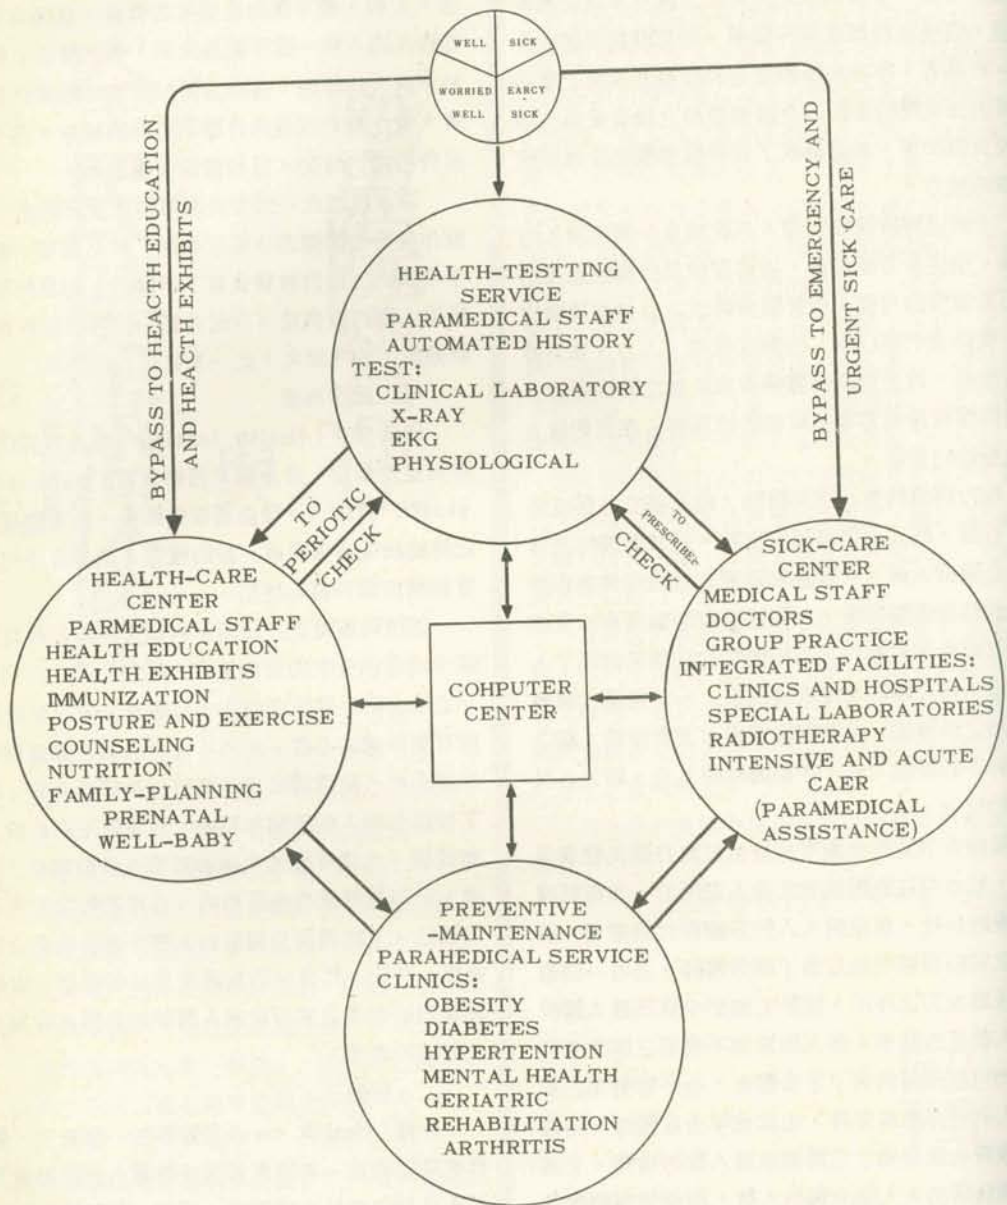 WELL
SICK
WORRIED
WELL
EARCY
SICK
BYPASS TO HEALTH EDUCATION
AND HEACTH EXHIBITS
BYPASS TO EMERGENCY AND
URGENT SICK CARE
HEALTH-TESTTING
SERVICE
PARAMEDICAL STAFF
AUTOMATED HISTORY
TEST:
CLINICAL LABORATORY
X-RAY
EKG
PHYSIOLOGICAL
TO
PERIOTIC
CHECK
TO
PRESCRIBER
CHECK
HEALTH-CARE
CENTER
PARMEDICAL STAFF
HEALTH EDUCATION
HEALTH EXHIBITS
IMMUNIZATION
POSTURE AND EXERCISE
COUNSELING
NUTRITION
FAMILY-PLANNING
PRENATAL
WELL-BABY
COHPUTER
CENTER
SICK-CARE
CENTER
MEDICAL STAFF
DOCTORS
GROUP PRACTICE
INTEGRATED FACILITIES:
CLINICS AND HOSPITALS
SPECIAL LABORATORIES
RADIOTHERAPY
INTENSIVE AND ACUTE
CAER
(PARAMEDICAL
ASSISTANCE)
PREVENTIVE
-MAINTENANCE
PARAHEDICAL SERVICE
CLINICS:
OBESITY
DIABETES
HYPERTENTION
MENTAL HEALTH
GERIATRIC
REHABILITATION
ARTHRITIS